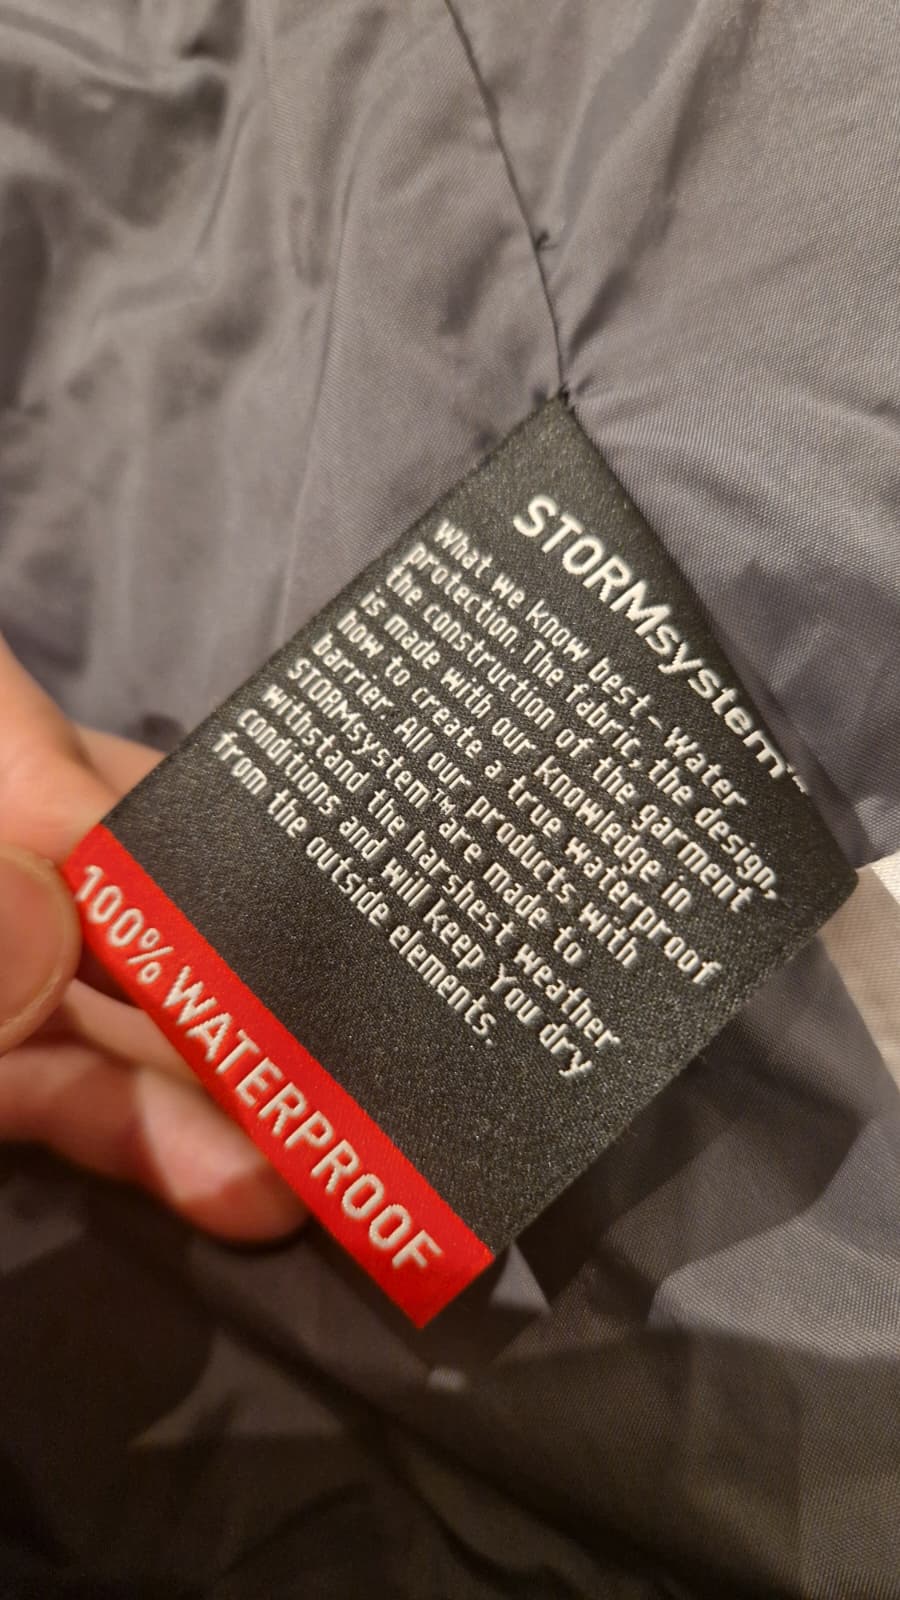 STORMsystem™
What we know best - Water
protection. The fabric, the design,
the construction of the garment
is made with our knowledge in
how to create a true waterproof
barrier. All our products with
STORMsystem™ are made to
withstand the harshest weather
conditions and will keep You dry
from the outside elements.
100% WATERPROOF